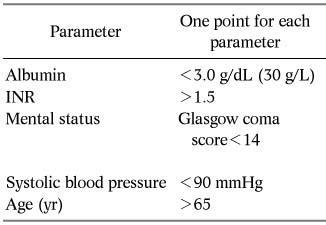 Parameter One point for each
parameter
Albumin <3.0 g/dL (30 g/L)
INR >1.5
Mental status Glasgow coma
score<14
Systolic blood pressure <90 mmHg
Age (yr) >65